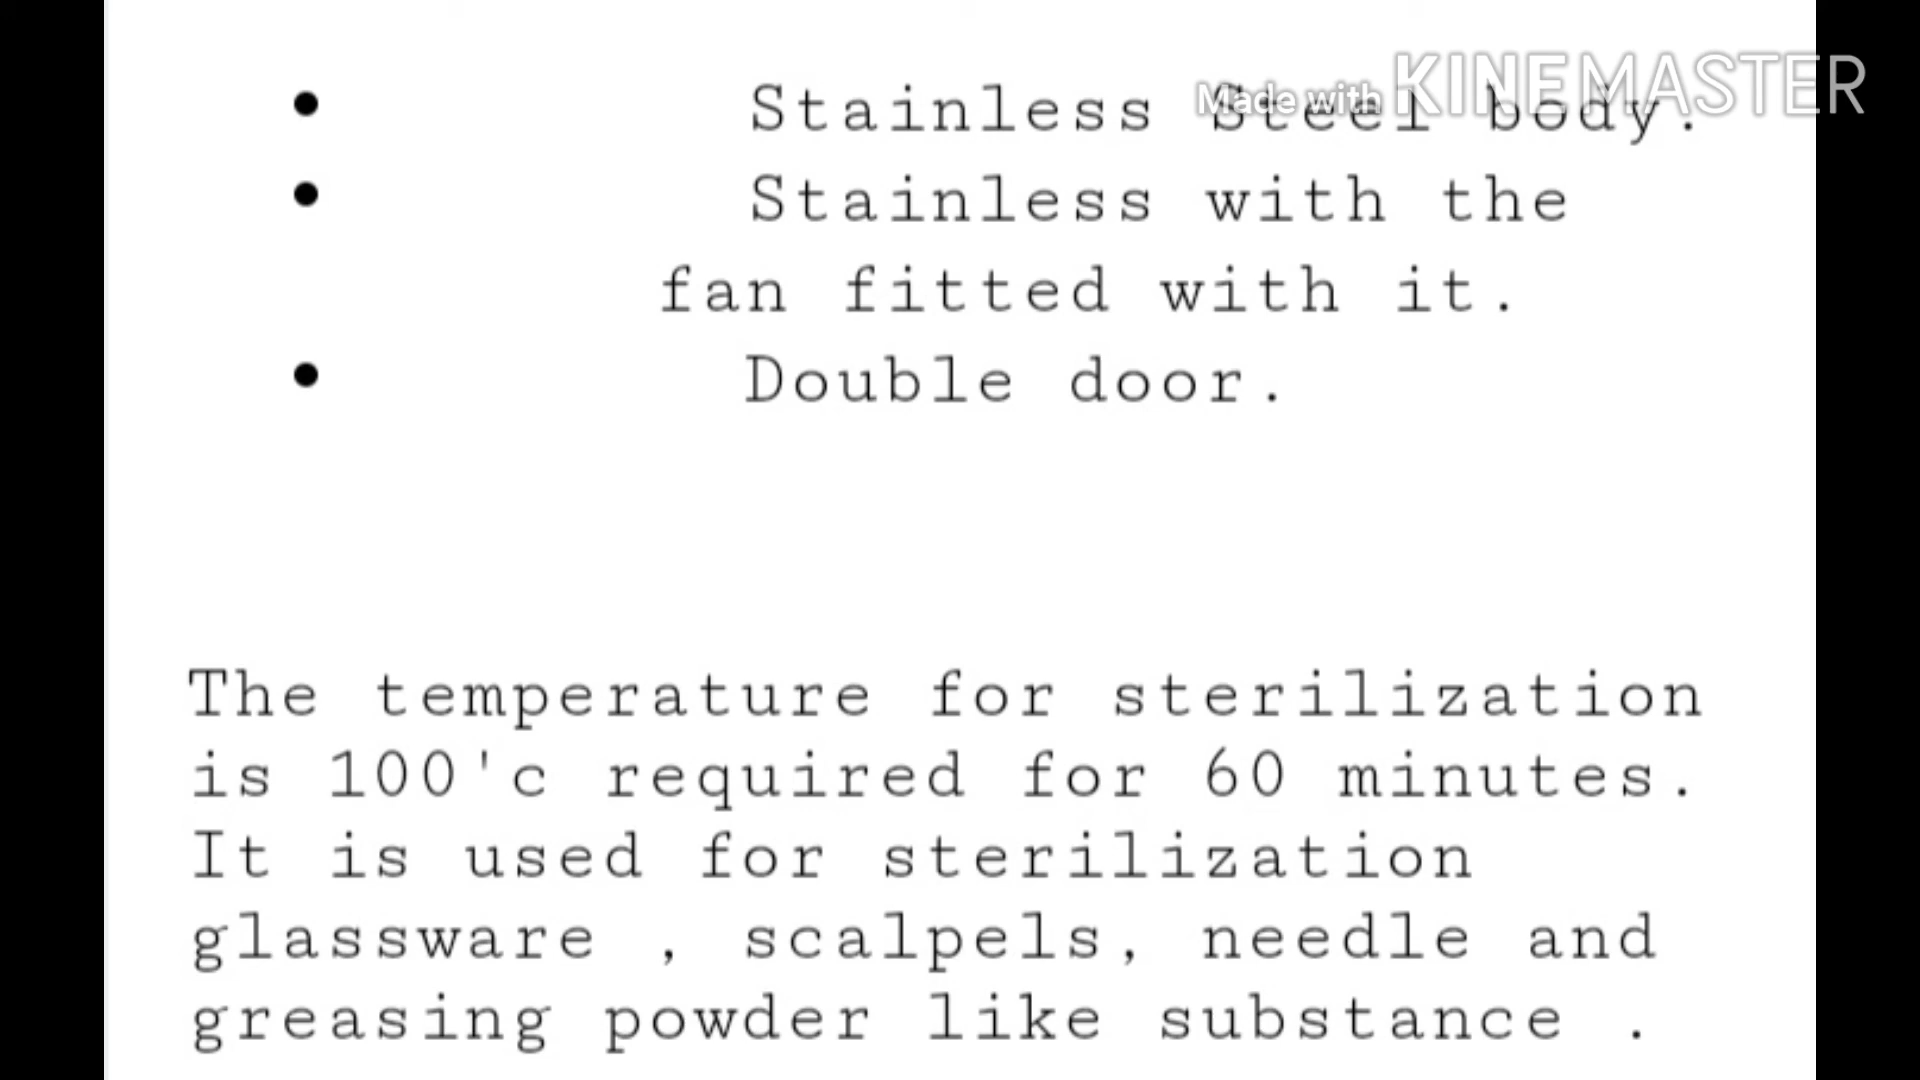 Made with KINEMASTER
• Stainless Steel body.
• Stainless with the
fan fitted with it.
• Double door.
The temperature for sterilization
is 100'c required for 60 minutes.
It is used for sterilization
glassware , scalpels, needle and
greasing powder like substance .